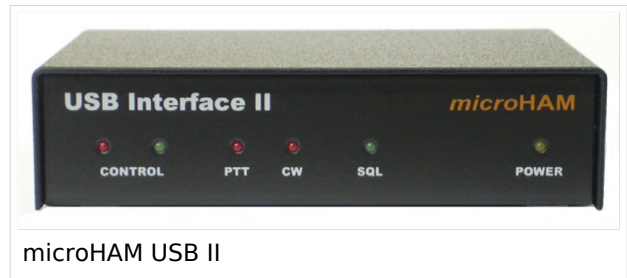 USB Interface II microHAM
CONTROL PTT CW SQL POWER
microHAM USB II